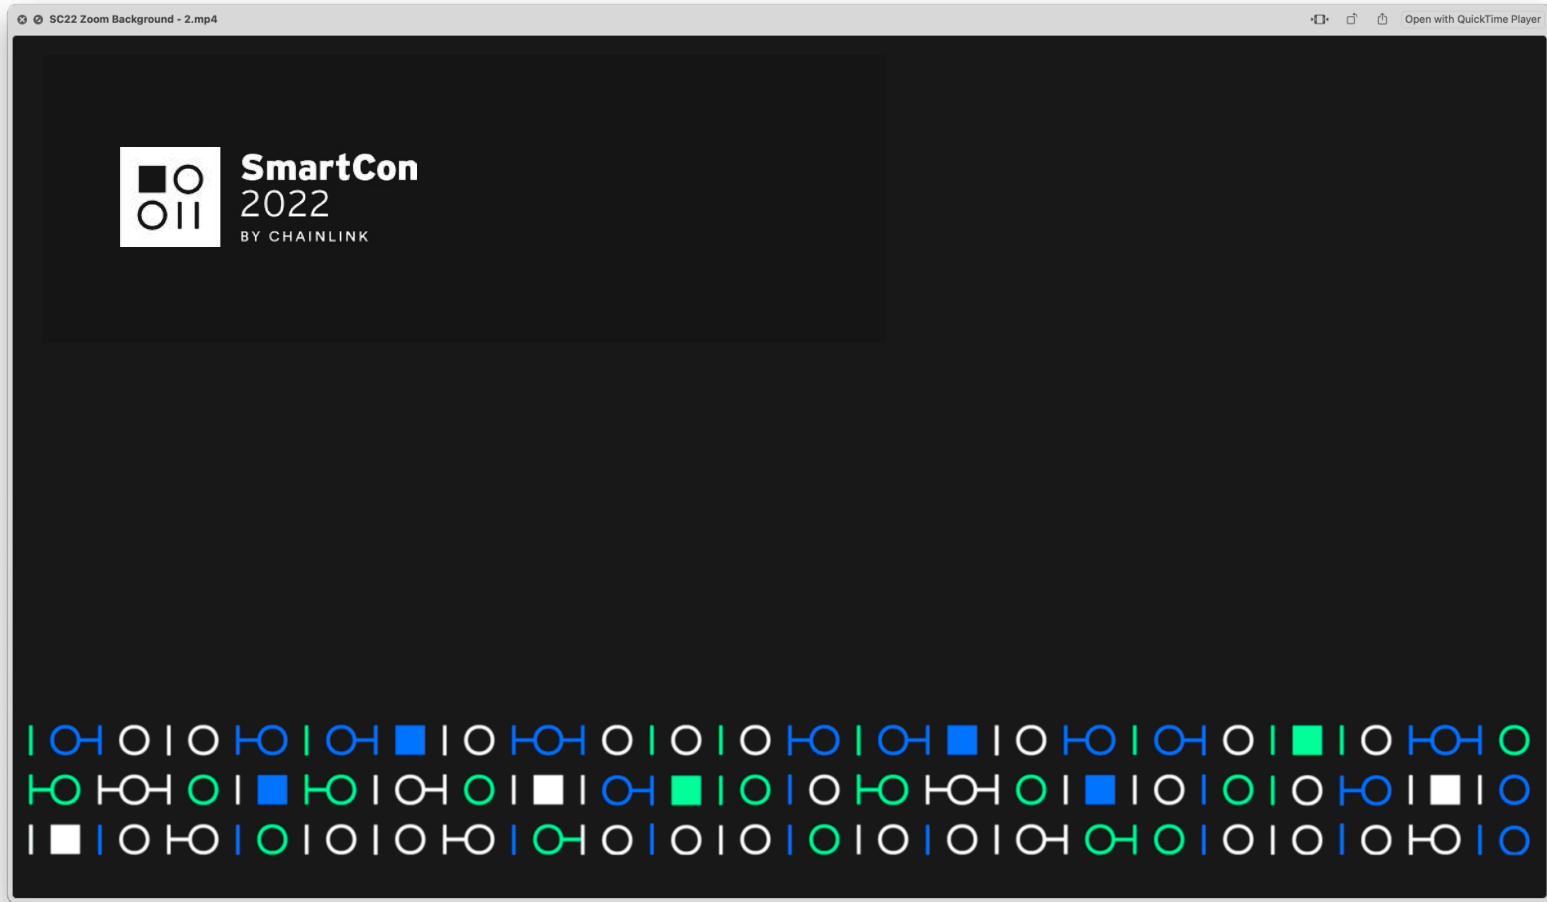 SC22 Zoom Background - 2.mp4
Open with QuickTime Player
SmartCon
2022
BY CHAINLINK